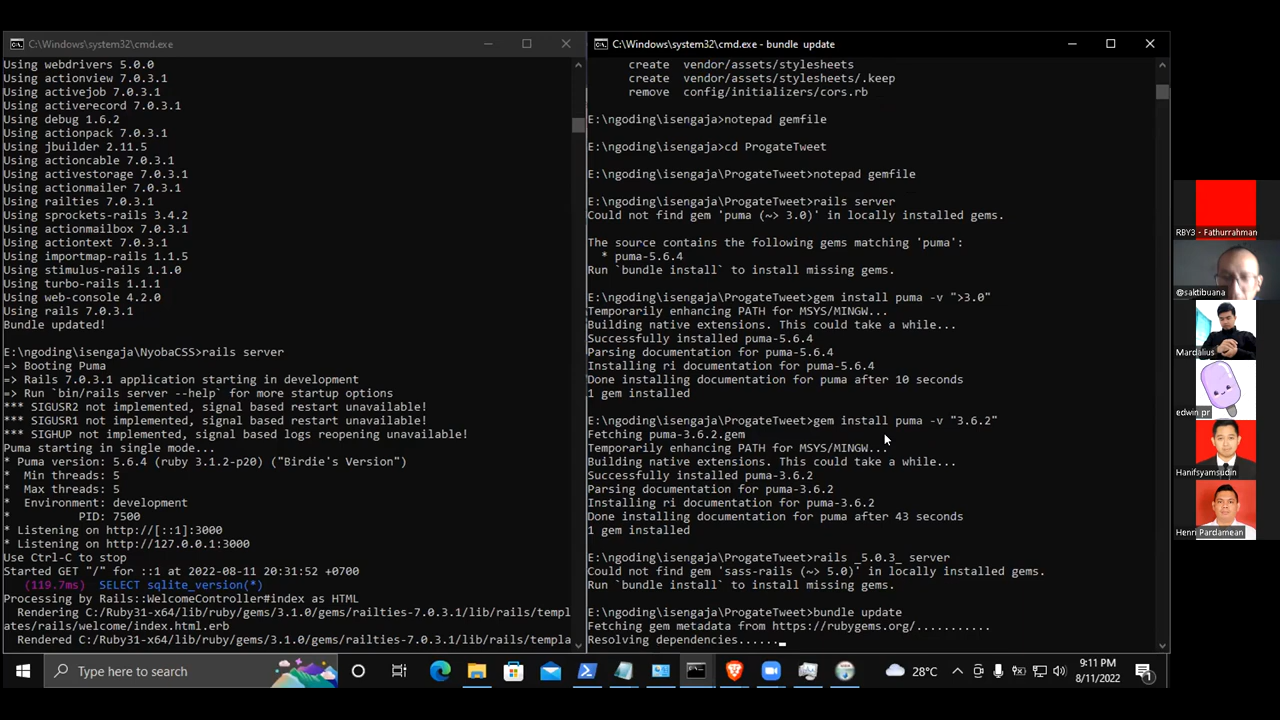 C:\Windows\system32\cmd.exe
Using webdrivers 5.0.0
Using actionview 7.0.3.1
Using activejob 7.0.3.1
Using activerecord 7.0.3.1
Using debug 1.6.2
Using actionpack 7.0.3.1
Using jbuilder 2.11.5
Using actioncable 7.0.3.1
Using activestorage 7.0.3.1
Using actionmailer 7.0.3.1
Using railties 7.0.3.1
Using sprockets-rails 3.4.2
Using actionmailbox 7.0.3.1
Using actiontext 7.0.3.1
Using importmap-rails 1.1.5
Using stimulus-rails 1.1.0
Using turbo-rails 1.1.1
Using web-console 4.2.0
Using rails 7.0.3.1
Bundle updated!
E:\ngoding\isengaja\NyobaCSS>rails server
=> Booting Puma
=> Rails 7.0.3.1 application starting in development
=> Run `bin/rails server --help` for more startup options
*** SIGUSR2 not implemented, signal based restart unavailable!
*** SIGUSR1 not implemented, signal based restart unavailable!
*** SIGHUP not implemented, signal based logs reopening unavailable!
Puma starting in single mode...
* Puma version: 5.6.4 (ruby 3.1.2-p20) ("Birdie's Version")
*  Min threads: 5
*  Max threads: 5
*  Environment: development
*          PID: 7500
* Listening on http://[::1]:3000
* Listening on http://127.0.0.1:3000
Use Ctrl-C to stop
Started GET "/" for ::1 at 2022-08-11 20:31:52 +0700
(119.7ms)  SELECT sqlite_version(*)
Processing by Rails::WelcomeController#index as HTML
Rendering C:/Ruby31-x64/lib/ruby/gems/3.1.0/gems/railties-7.0.3.1/lib/rails/templ
ates/rails/welcome/index.html.erb
Rendered C:/Ruby31-x64/lib/ruby/gems/3.1.0/gems/railties-7.0.3.1/lib/rails/templa
C:\Windows\system32\cmd.exe - bundle update
create  vendor/assets/stylesheets
create  vendor/assets/stylesheets/.keep
remove  config/initializers/cors.rb
E:\ngoding\isengaja>notepad gemfile
E:\ngoding\isengaja>cd ProgateTweet
E:\ngoding\isengaja\ProgateTweet>notepad gemfile
E:\ngoding\isengaja\ProgateTweet>rails server
Could not find gem 'puma (~> 3.0)' in locally installed gems.
The source contains the following gems matching 'puma':
* puma-5.6.4
Run `bundle install` to install missing gems.
E:\ngoding\isengaja\ProgateTweet>gem install puma -v ">3.0"
Temporarily enhancing PATH for MSYS/MINGW...
Building native extensions. This could take a while...
Successfully installed puma-5.6.4
Parsing documentation for puma-5.6.4
Installing ri documentation for puma-5.6.4
Done installing documentation for puma after 10 seconds
1 gem installed
E:\ngoding\isengaja\ProgateTweet>gem install puma -v "3.6.2"
Fetching puma-3.6.2.gem
Temporarily enhancing PATH for MSYS/MINGW...
Building native extensions. This could take a while...
Successfully installed puma-3.6.2
Parsing documentation for puma-3.6.2
Installing ri documentation for puma-3.6.2
Done installing documentation for puma after 43 seconds
1 gem installed
E:\ngoding\isengaja\ProgateTweet>rails _5.0.3_ server
Could not find gem 'sass-rails (~> 5.0)' in locally installed gems.
Run `bundle install` to install missing gems.
E:\ngoding\isengaja\ProgateTweet>bundle update
Fetching gem metadata from https://rubygems.org/...........
Resolving dependencies......
RBY3 - Fathurrahman
@saktibuana
Mardalius
edwin pr
Hanifsyamsudin
Henri Pardamean
Type here to search
28°C
9:11 PM
8/11/2022
1